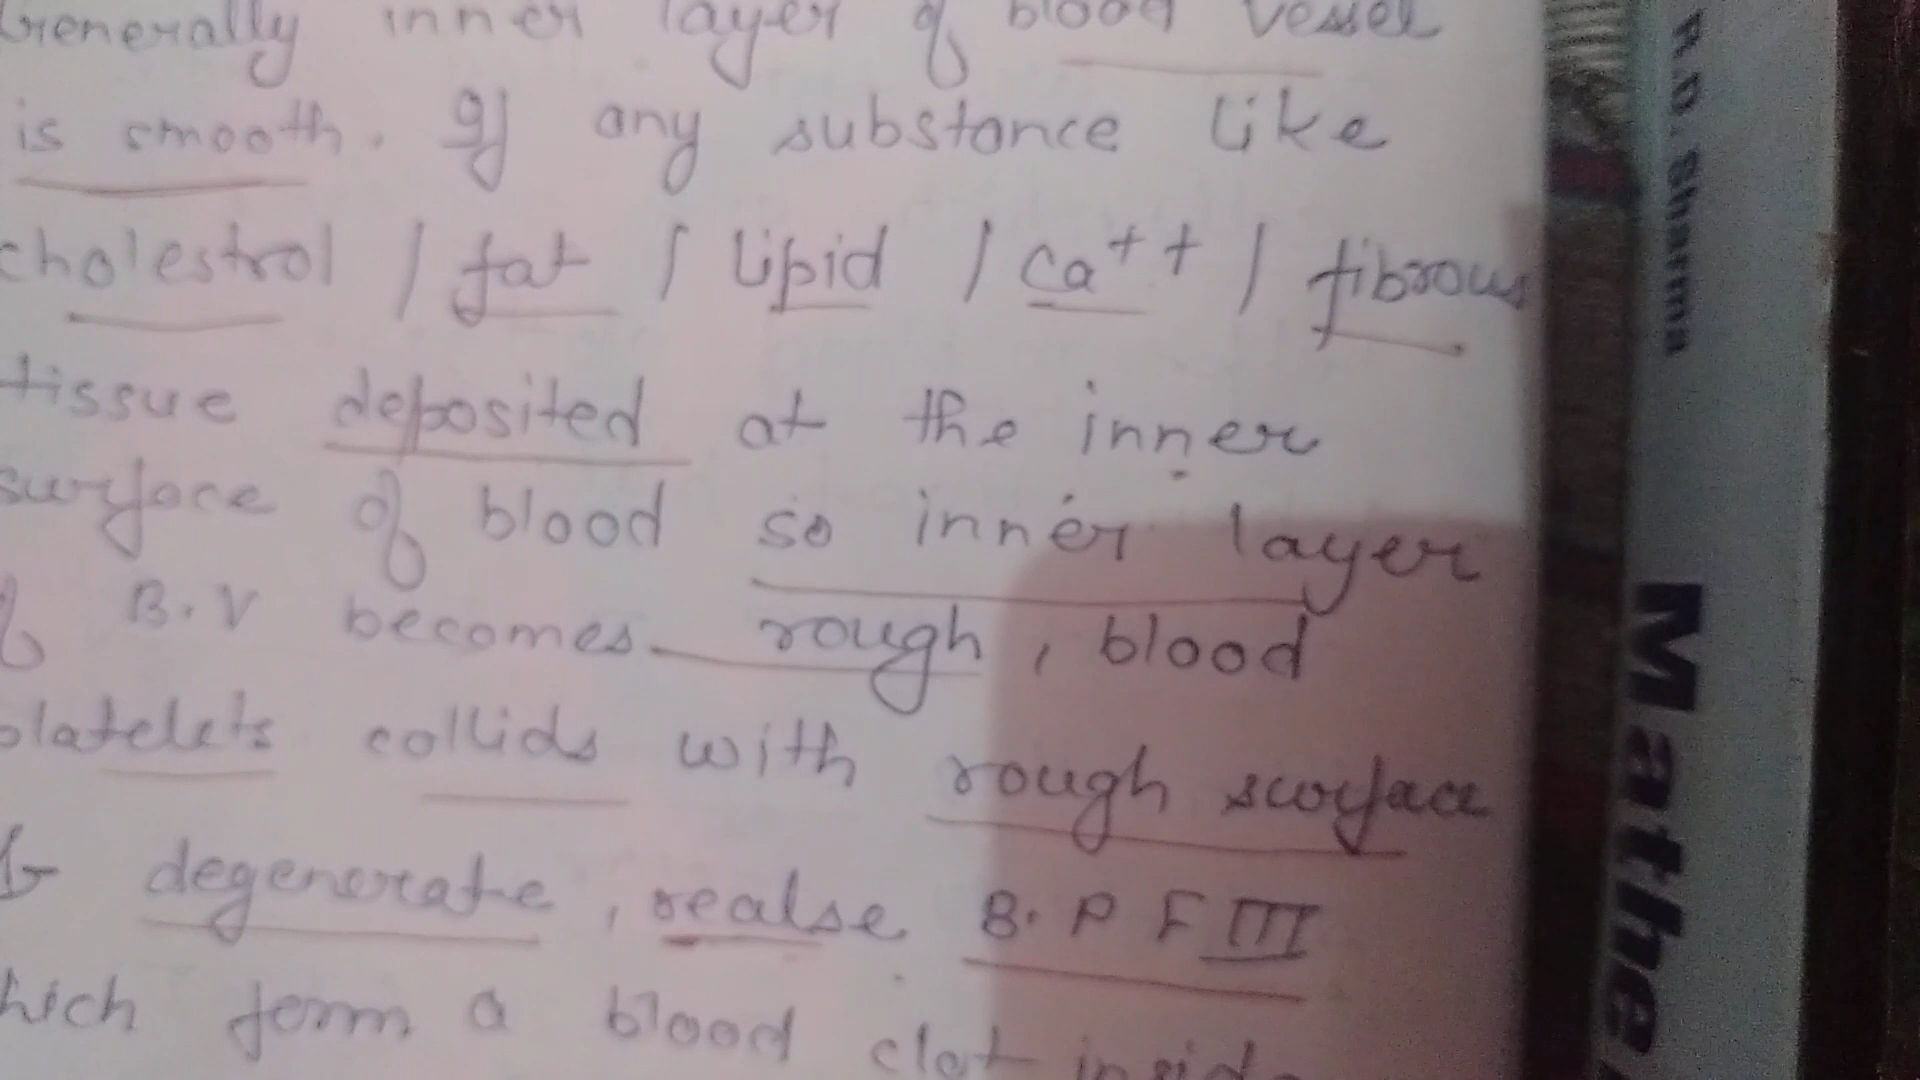 Generally inner layer of blood vessel
is smooth. If any substance like
cholestrol / fat / lipid / Ca++ / fibrous
tissue deposited at the inner
surface of blood so inner layer
of B.V becomes rough, blood
platelets collids with rough surface
& degenerate, realse B.P F III
hich form a blood clot insid
R.D. Sharma
Mathe